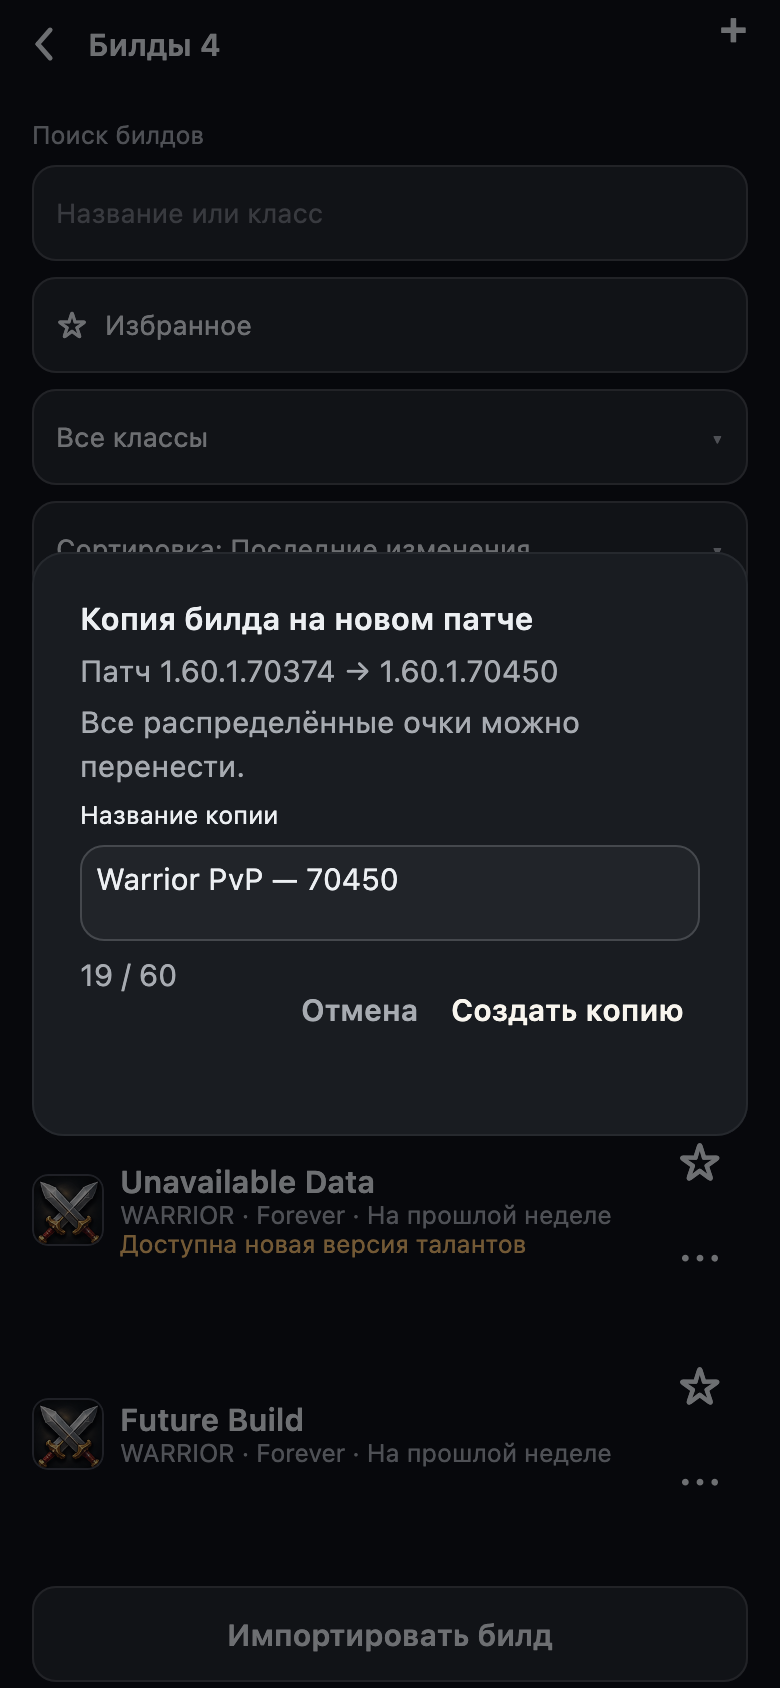 Билды 4
+
Поиск билдов
Название или класс
Избранное
Все классы
Сортировка: Последние изменения
Копия билда на новом патче
Патч 1.60.1.70374 → 1.60.1.70450
Все распределённые очки можно
перенести.
Название копии
Warrior PvP — 70450
19 / 60
Отмена Создать копию
Unavailable Data
WARRIOR · Forever · На прошлой неделе
Доступна новая версия талантов
Future Build
WARRIOR · Forever · На прошлой неделе
Импортировать билд